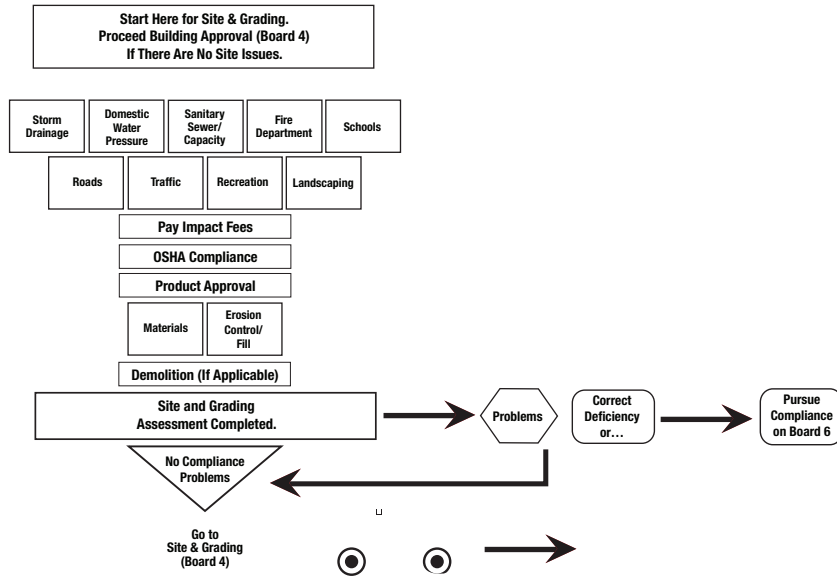 Start Here for Site & Grading.
Proceed Building Approval (Board 4)
If There Are No Site Issues.
Storm
Drainage
Domestic
Water
Pressure
Sanitary
Sewer/
Capacity
Fire
Department
Schools
Roads
Traffic
Recreation
Landscaping
Pay Impact Fees
OSHA Compliance
Product Approval
Materials
Erosion
Control/
Fill
Demolition (If Applicable)
Site and Grading
Assessment Completed.
Problems
Correct
Deficiency
or…
Pursue
Compliance
on Board 6
No Compliance
Problems
Go to
Site & Grading
(Board 4)